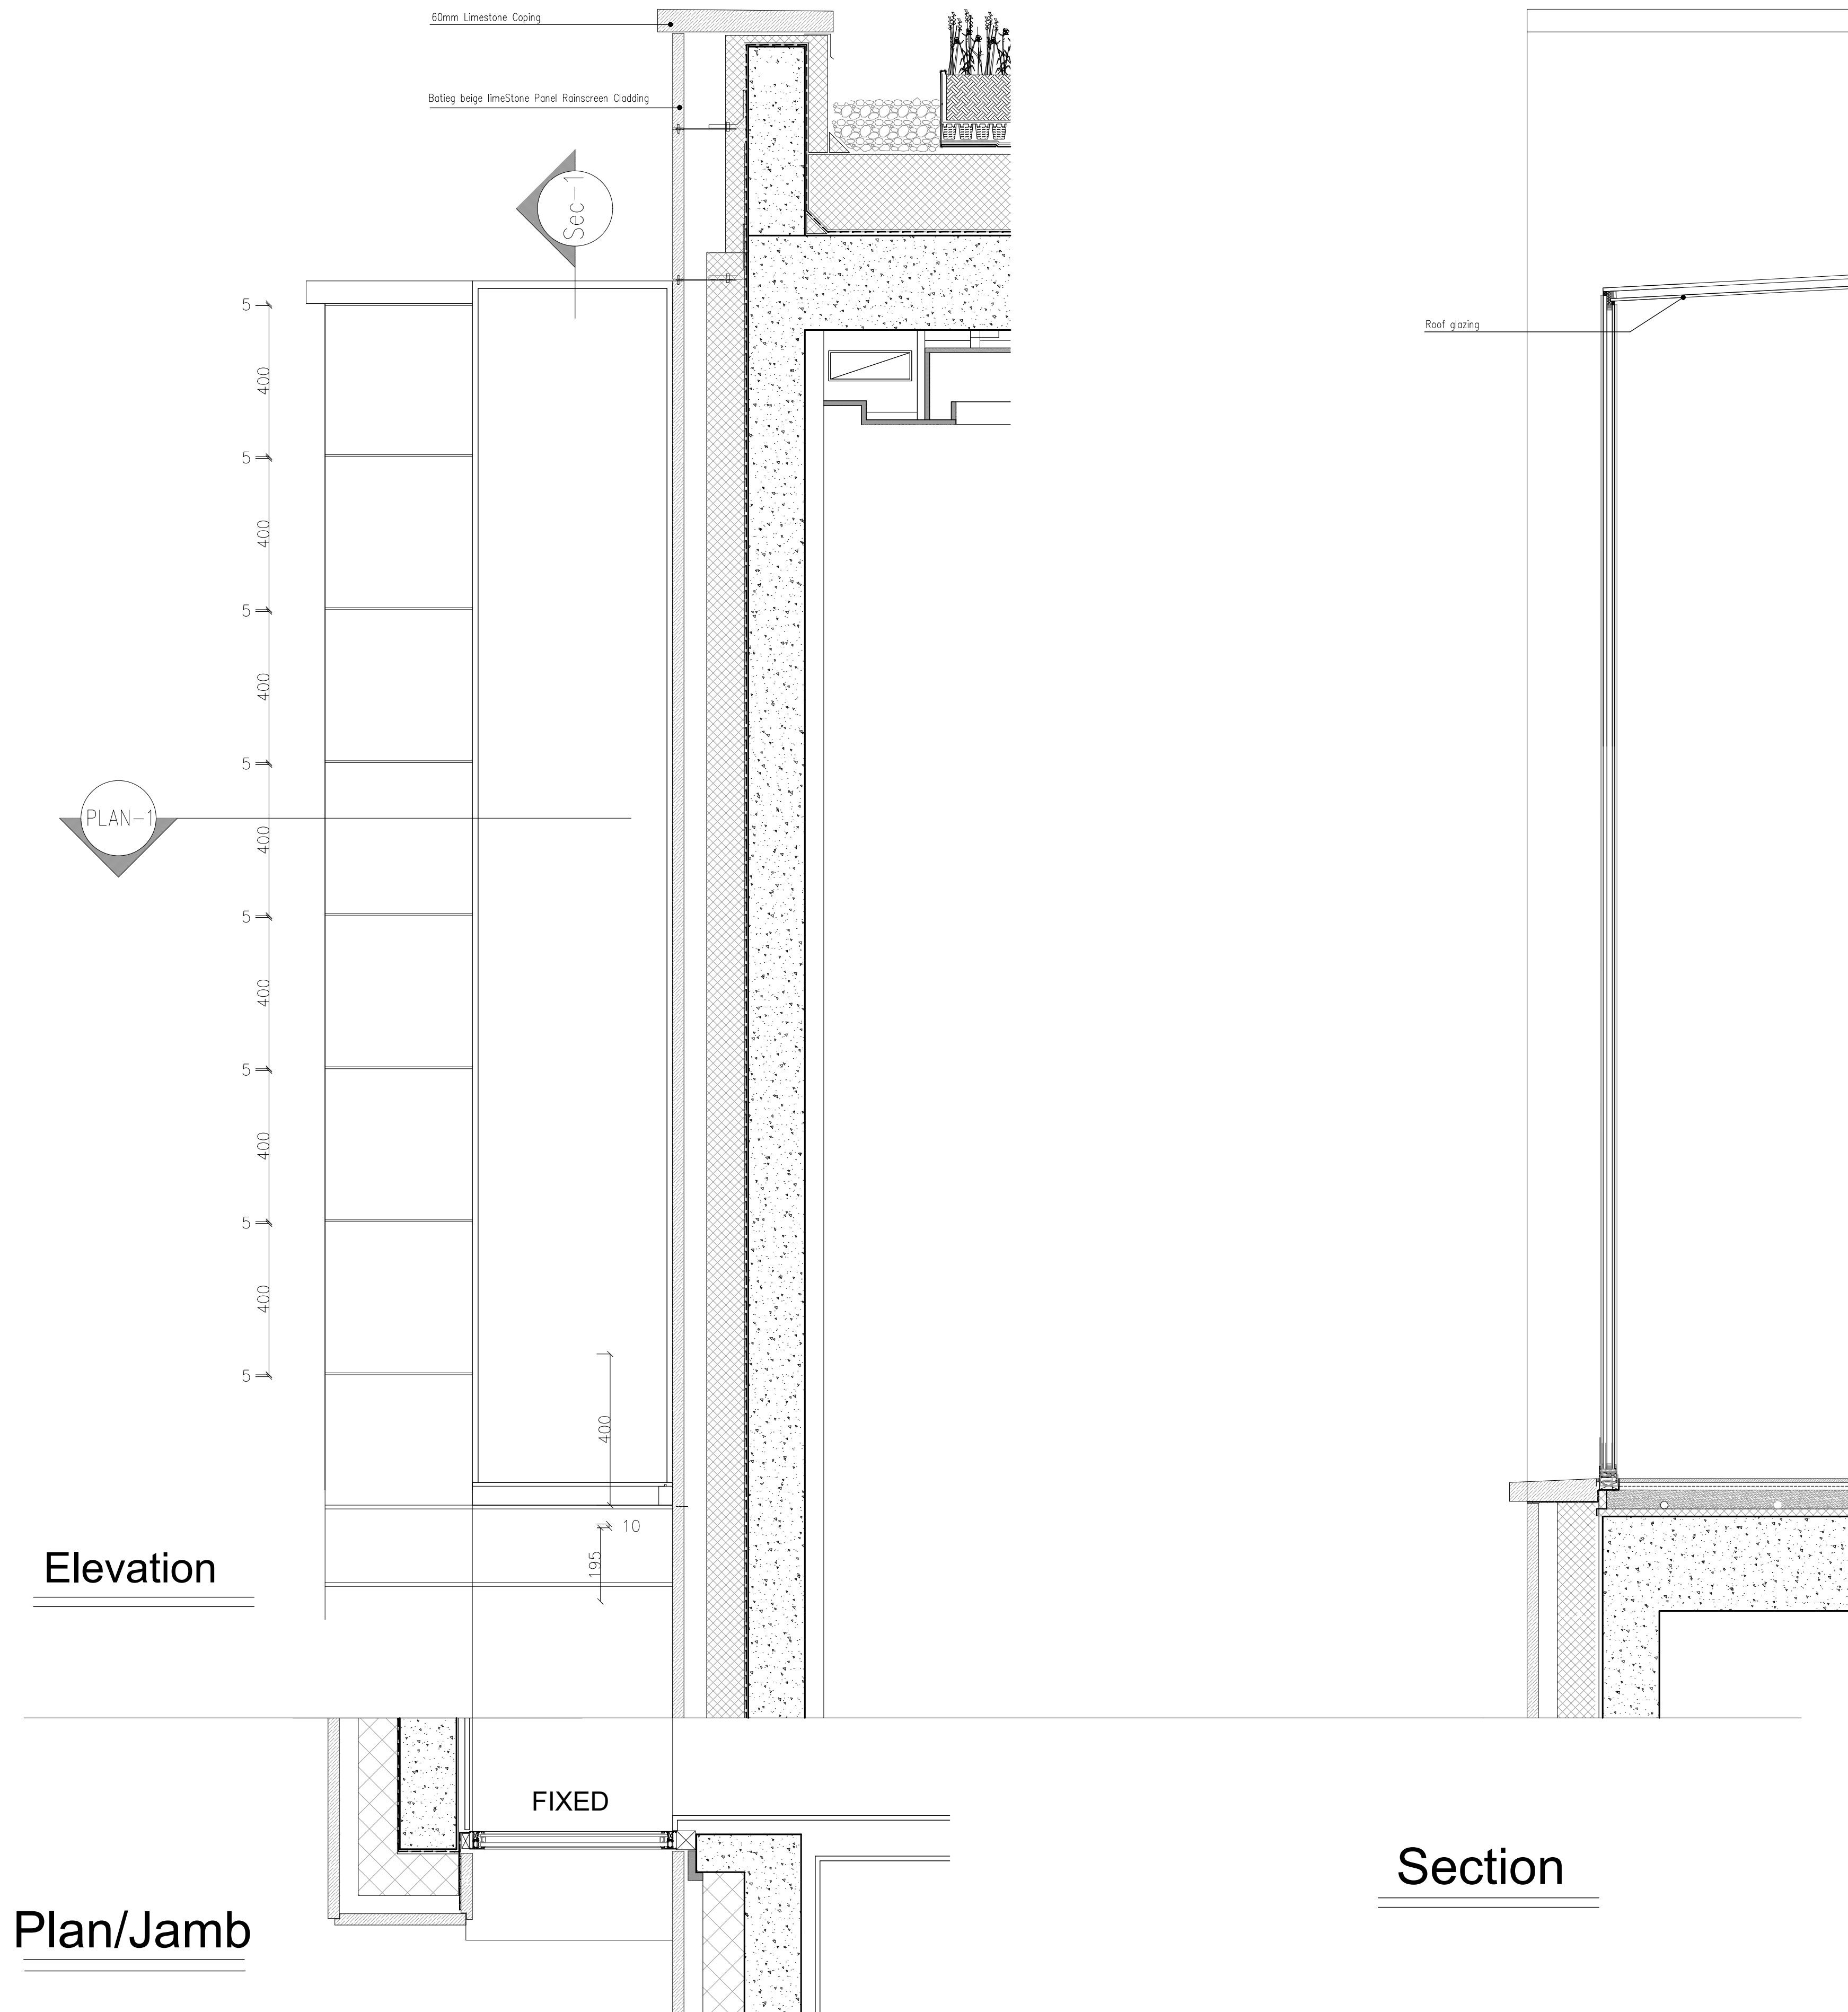 60mm Limestone Coping
Batieg beige limeStone Panel Rainscreen Cladding
Sec-1
Roof glazing
5
400
5
400
5
400
5
PLAN-1
400
5
400
5
400
5
400
5
400
10
195
Elevation
FIXED
Section
Plan/Jamb